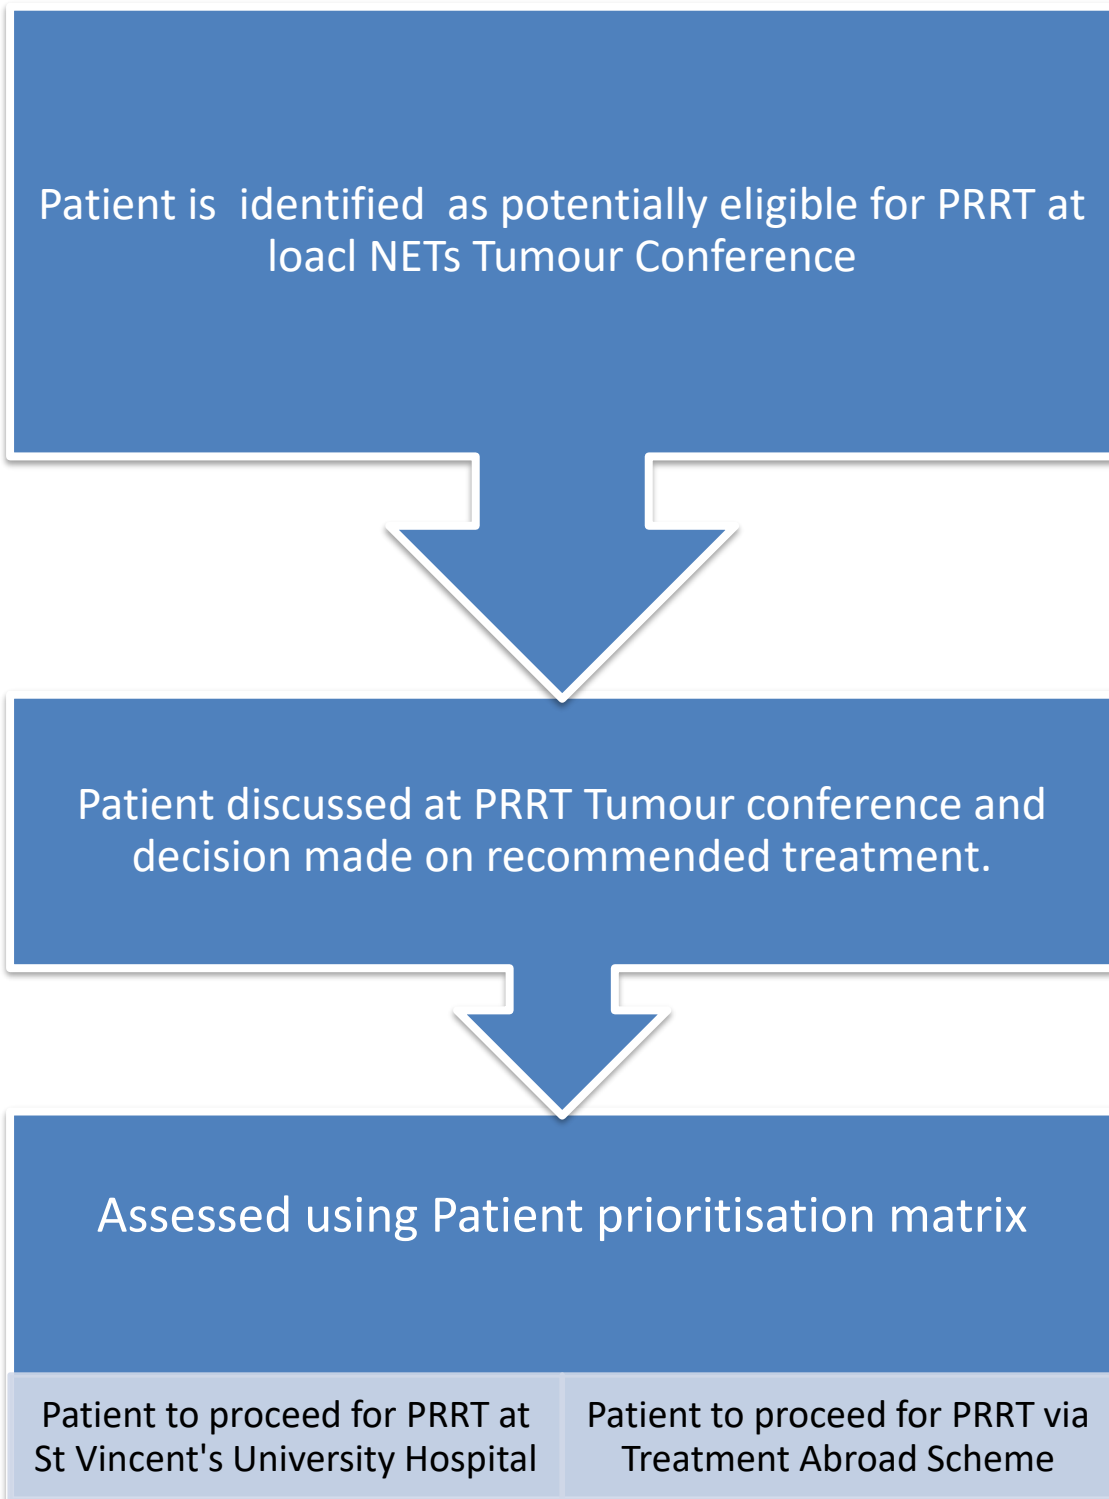 Patient is  identified  as potentially eligible for PRRT at
loacl NETs Tumour Conference
Patient discussed at PRRT Tumour conference and
decision made on recommended treatment.
Assessed using Patient prioritisation matrix
Patient to proceed for PRRT at
St Vincent's University Hospital
Patient to proceed for PRRT via
Treatment Abroad Scheme